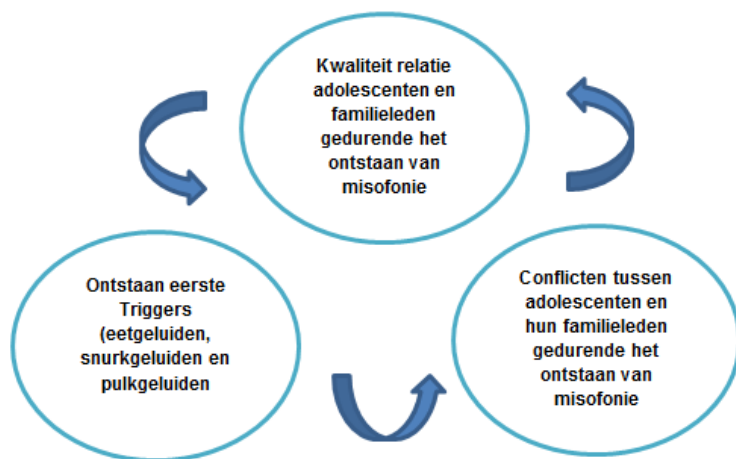 Kwaliteit relatie
adolescenten en
familieleden
gedurende het
ontstaan van
misofonie
Ontstaan eerste
Triggers
(eetgeluiden,
snurkgeluiden en
pulkgeluiden
Conflicten tussen
adolescenten en
hun familieleden
gedurende het
ontstaan van
misofonie